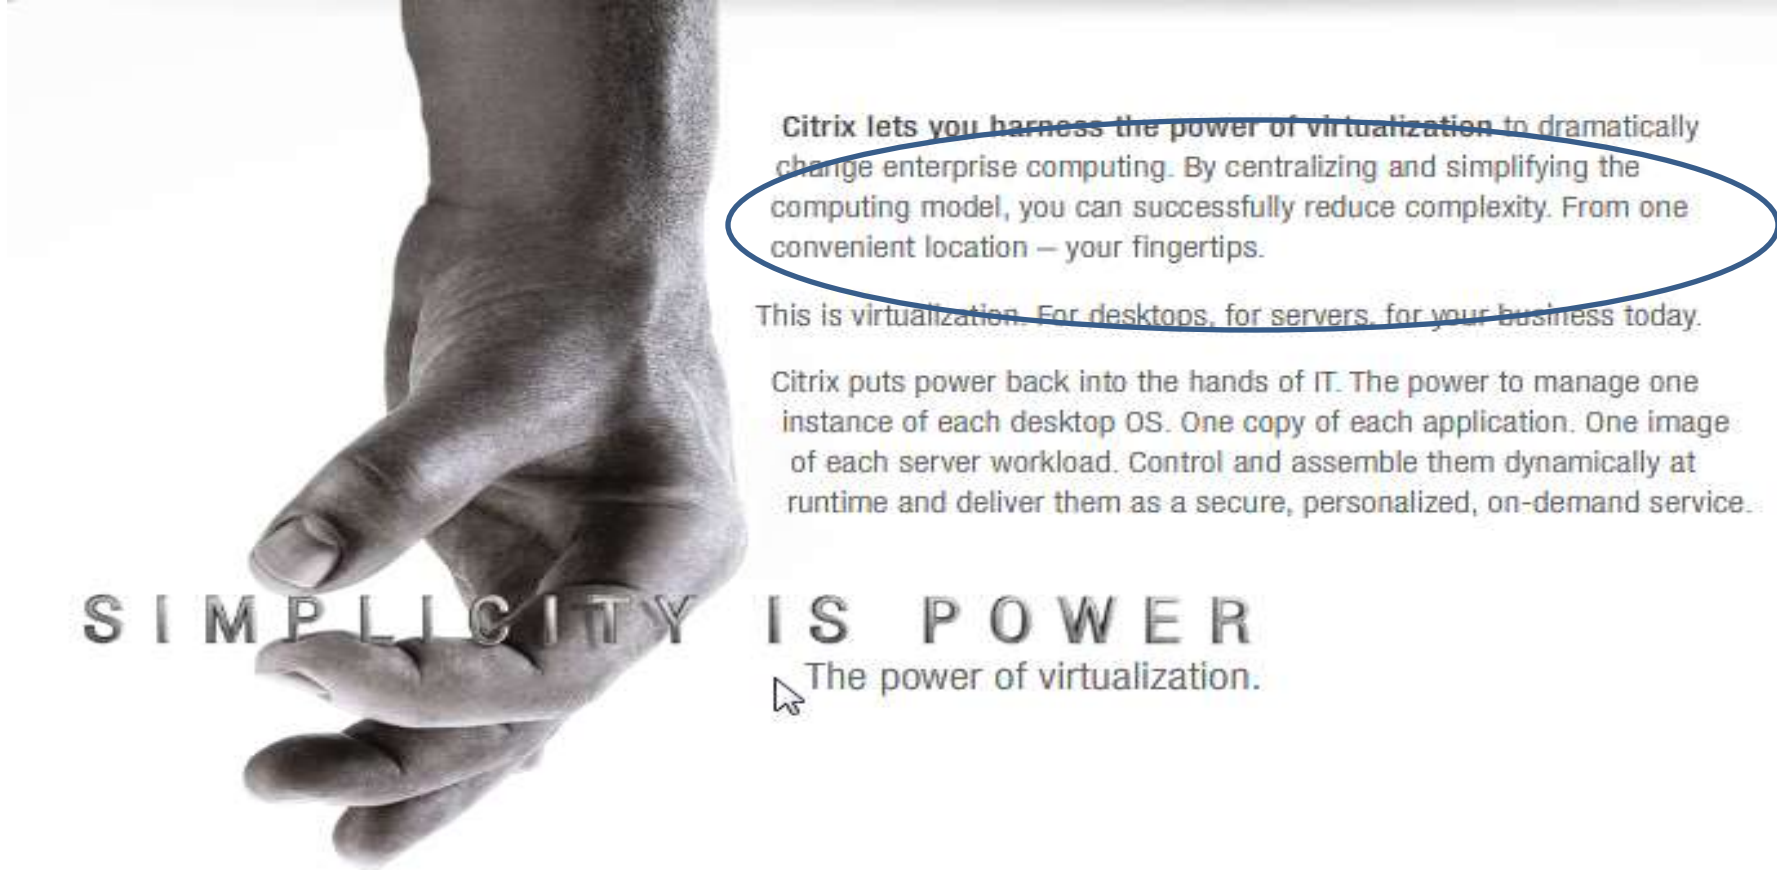 Citrix lets you harness the power of virtualization to dramatically
change enterprise computing. By centralizing and simplifying the
computing model, you can successfully reduce complexity. From one
convenient location – your fingertips.
This is virtualization. For desktops, for servers, for your business today.
Citrix puts power back into the hands of IT. The power to manage one
instance of each desktop OS. One copy of each application. One image
of each server workload. Control and assemble them dynamically at
runtime and deliver them as a secure, personalized, on-demand service.
SIMPLICITY IS POWER
The power of virtualization.